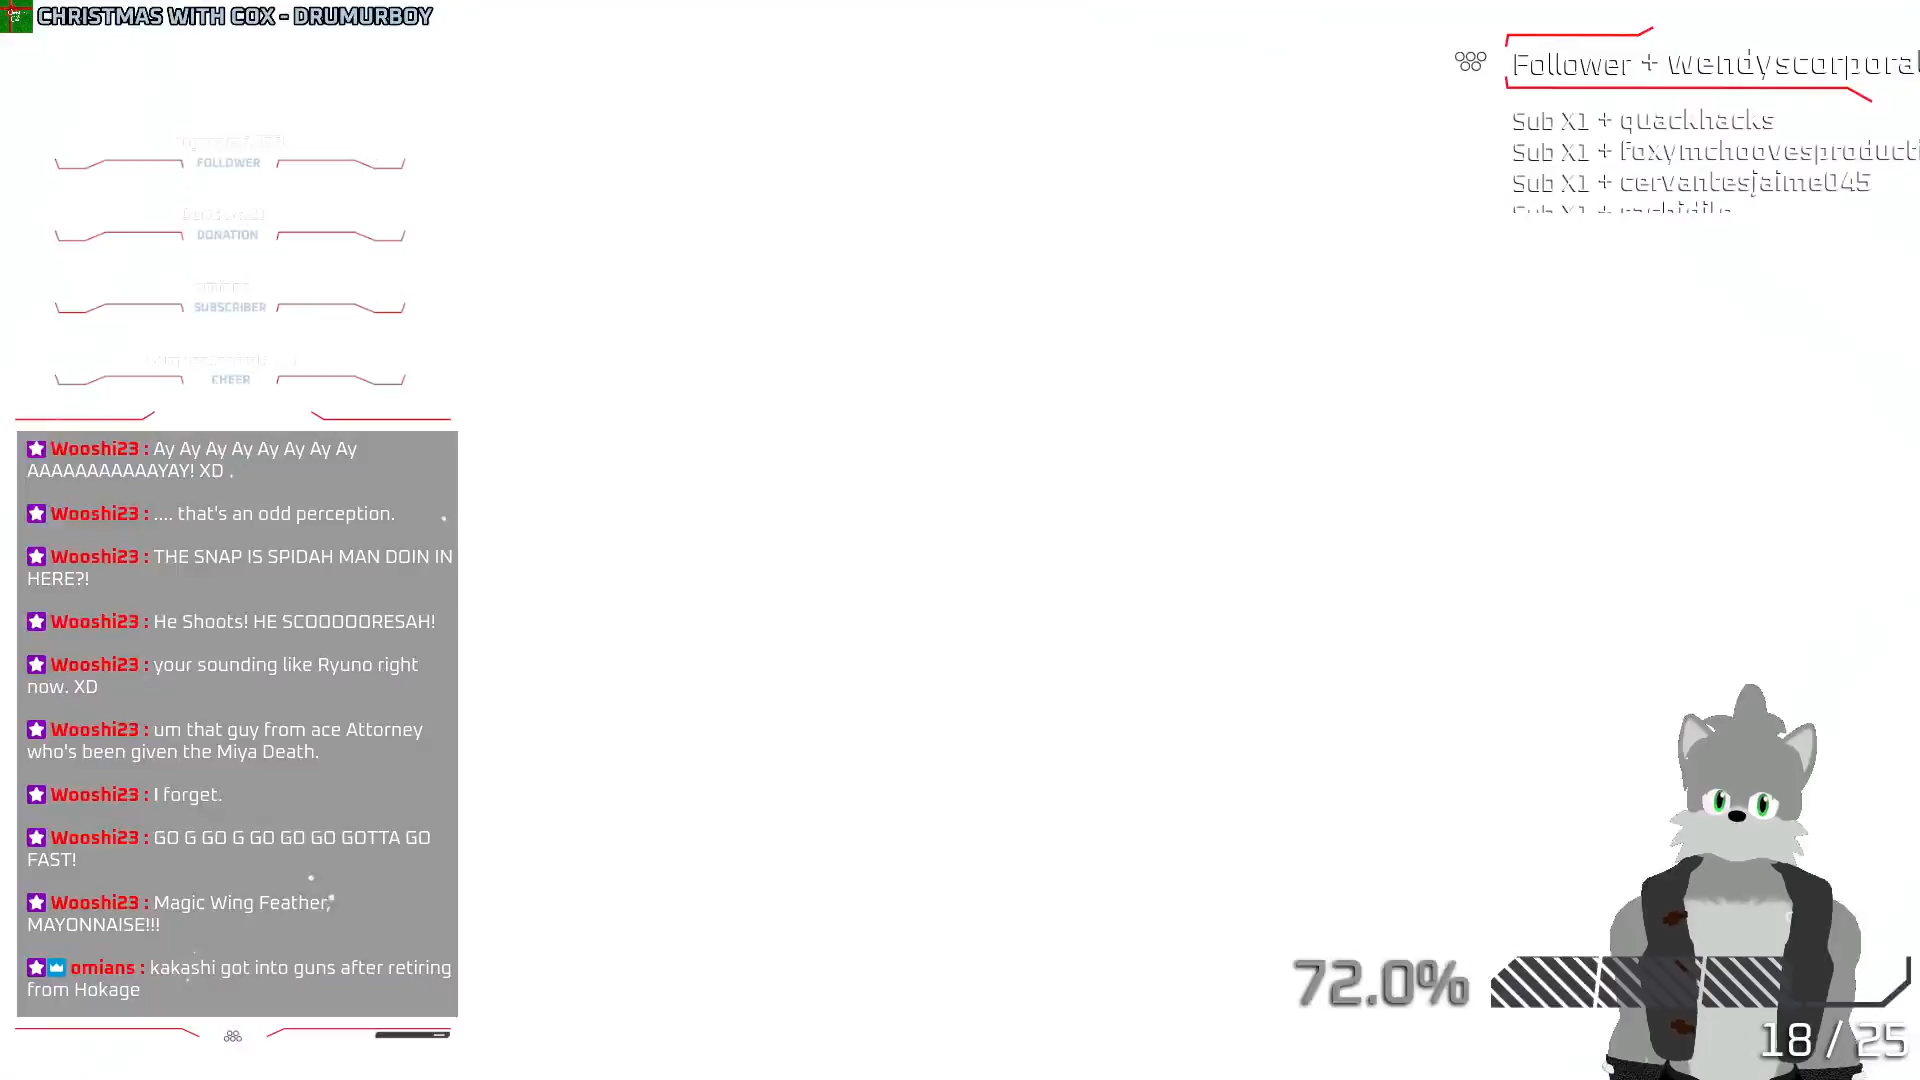 CHRISTMAS WITH COX - DRUMURBOY
Follower + wendyscorporal
Sub X1 + quackhacks
Sub X1 + foxymchoovesproducti
Sub X1 + cervantesjaime045
Sub X1 +
FOLLOWER
DONATION
SUBSCRIBER
CHEER
Wooshi23 : Ay Ay Ay Ay Ay Ay Ay Ay
AAAAAAAAAAAYAY! XD .
Wooshi23 : .... that's an odd perception.
Wooshi23 : THE SNAP IS SPIDAH MAN DOIN IN
HERE?!
Wooshi23 : He Shoots! HE SCOOOOORESAH!
Wooshi23 : your sounding like Ryuno right
now. XD
Wooshi23 : um that guy from ace Attorney
who's been given the Miya Death.
Wooshi23 : I forget.
Wooshi23 : GO G GO G GO GO GO GOTTA GO
FAST!
Wooshi23 : Magic Wing Feather,
MAYONNAISE!!!
omians : kakashi got into guns after retiring
from Hokage
72.0%
18 / 25